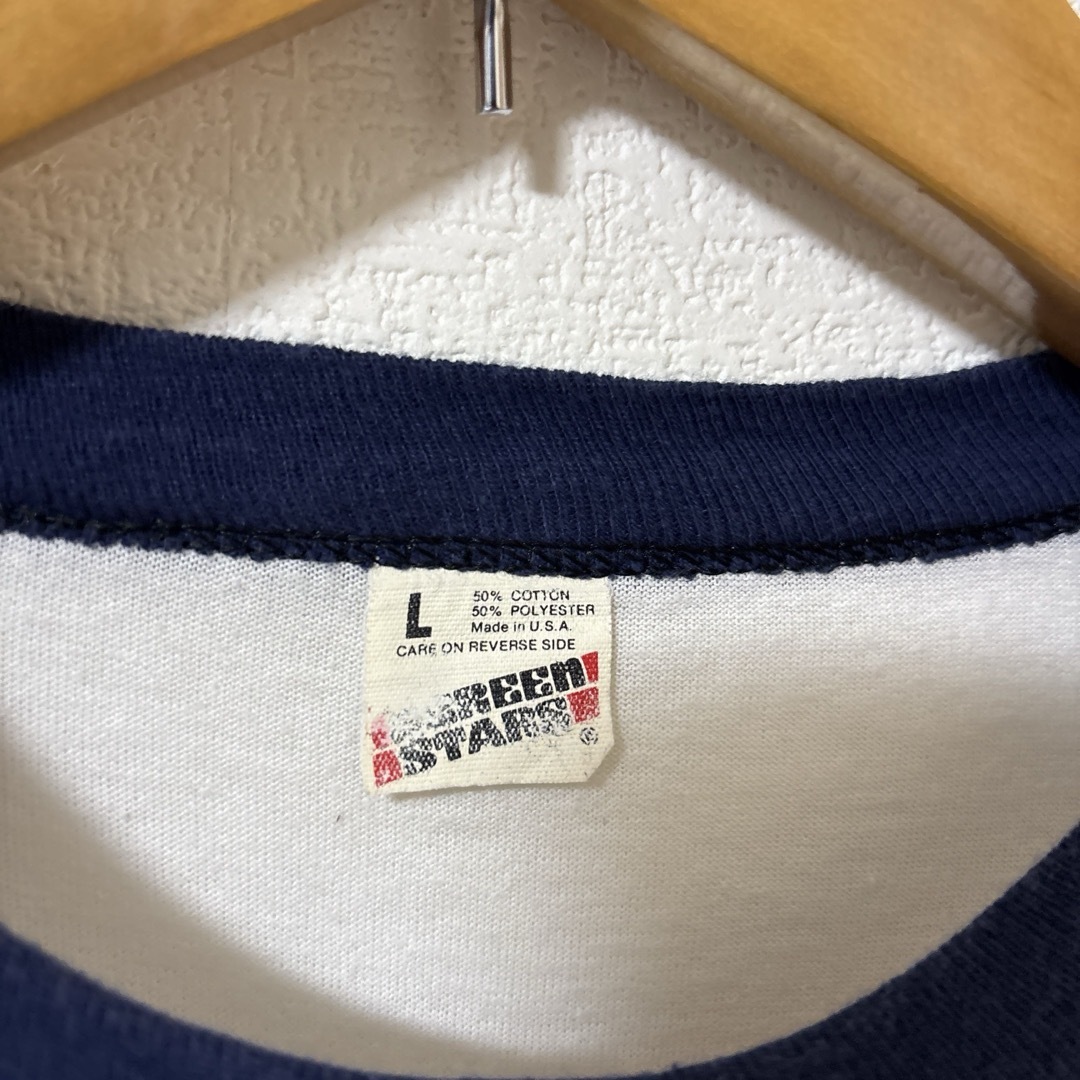 L
50% COTTON
50% POLYESTER
Made in U.S.A.
CARE ON REVERSE SIDE
SCREEN
STARS
®